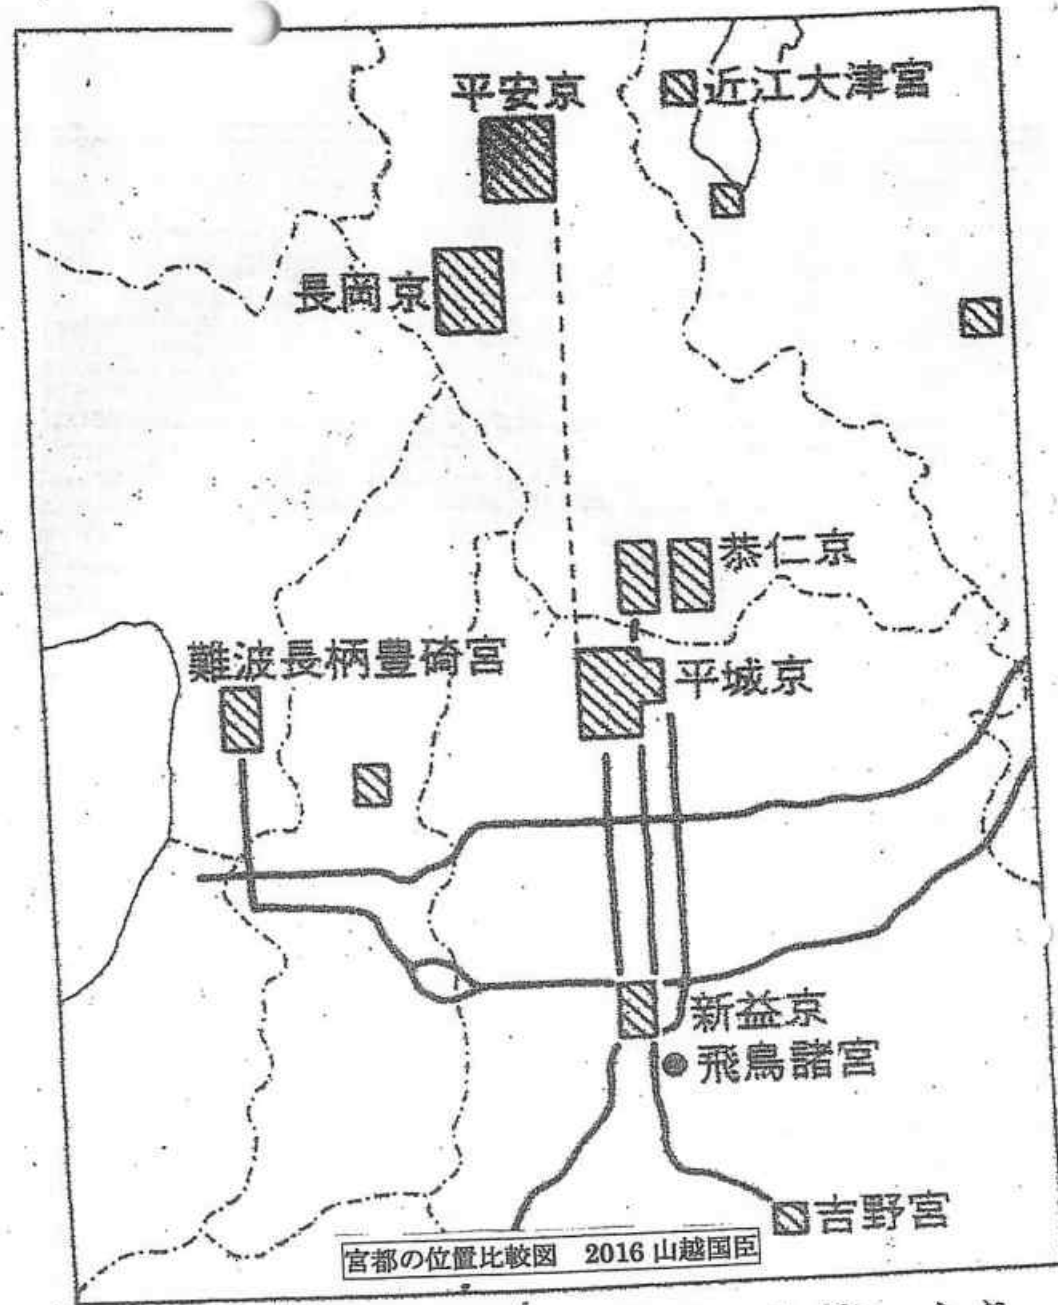 平安京
近江大津宮
長岡京
恭仁京
難波長柄豊碕宮
平城京
新益京
飛鳥諸宮
吉野宮
宮都の位置比較図 2016 山越国臣